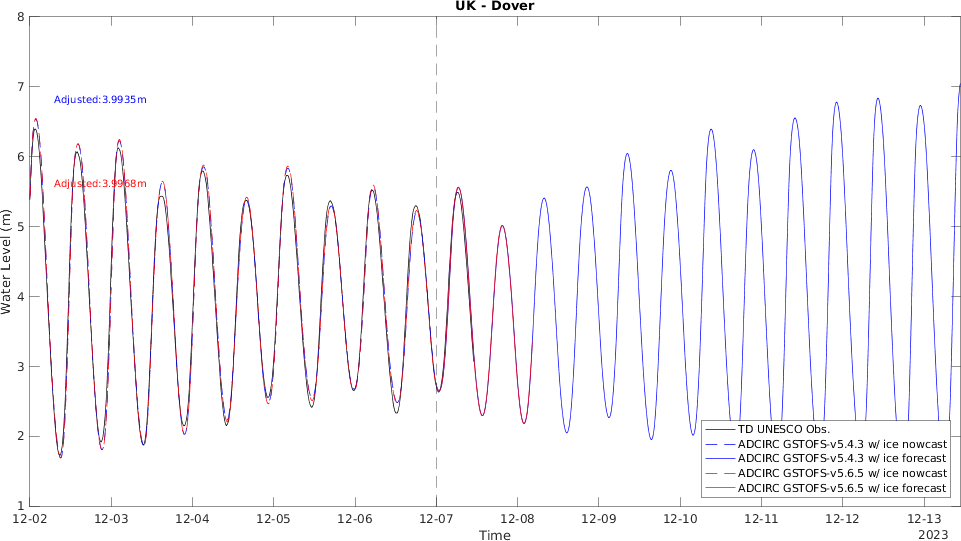 UK - Dover
8
7
6
5
4
3
2
1
Water Level (m)
Adjusted:3.9935m
Adjusted:3.9968m
TD UNESCO Obs.
ADCIRC GSTOFS-v5.4.3 w/ ice nowcast
ADCIRC GSTOFS-v5.4.3 w/ ice forecast
ADCIRC GSTOFS-v5.6.5 w/ ice nowcast
ADCIRC GSTOFS-v5.6.5 w/ ice forecast
12-02 12-03 12-04 12-05 12-06 12-07 12-08 12-09 12-10 12-11 12-12 12-13
Time
2023